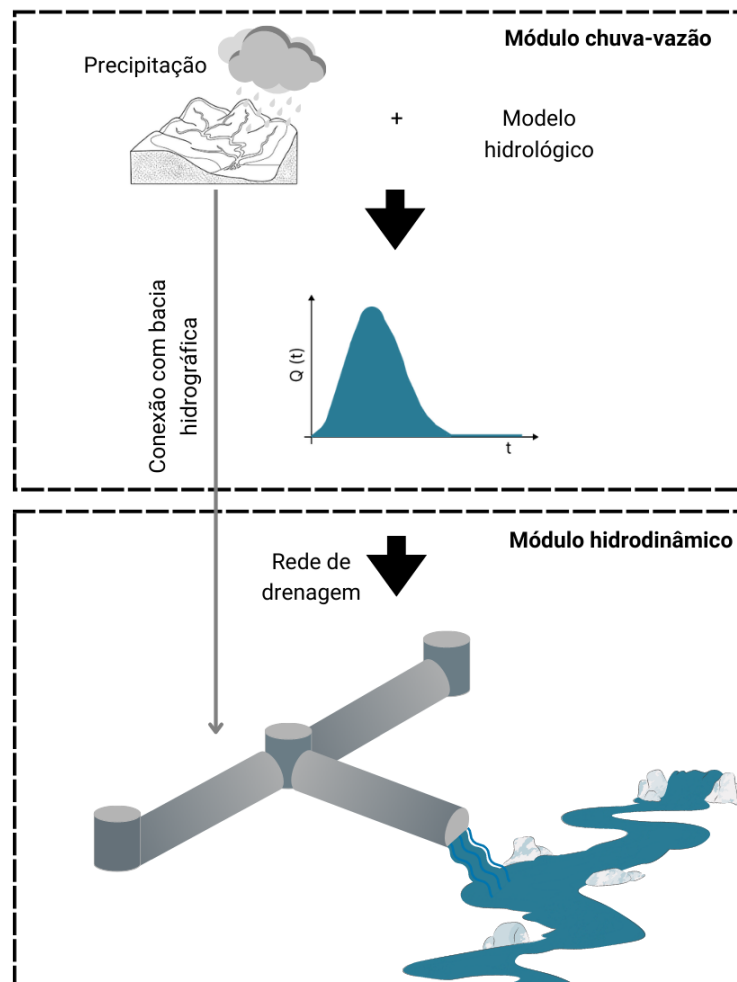 Módulo chuva-vazão
Precipitação
+
Modelo
hidrológico
Conexão com bacia
hidrográfica
Q (t)
t
Módulo hidrodinâmico
Rede de
drenagem